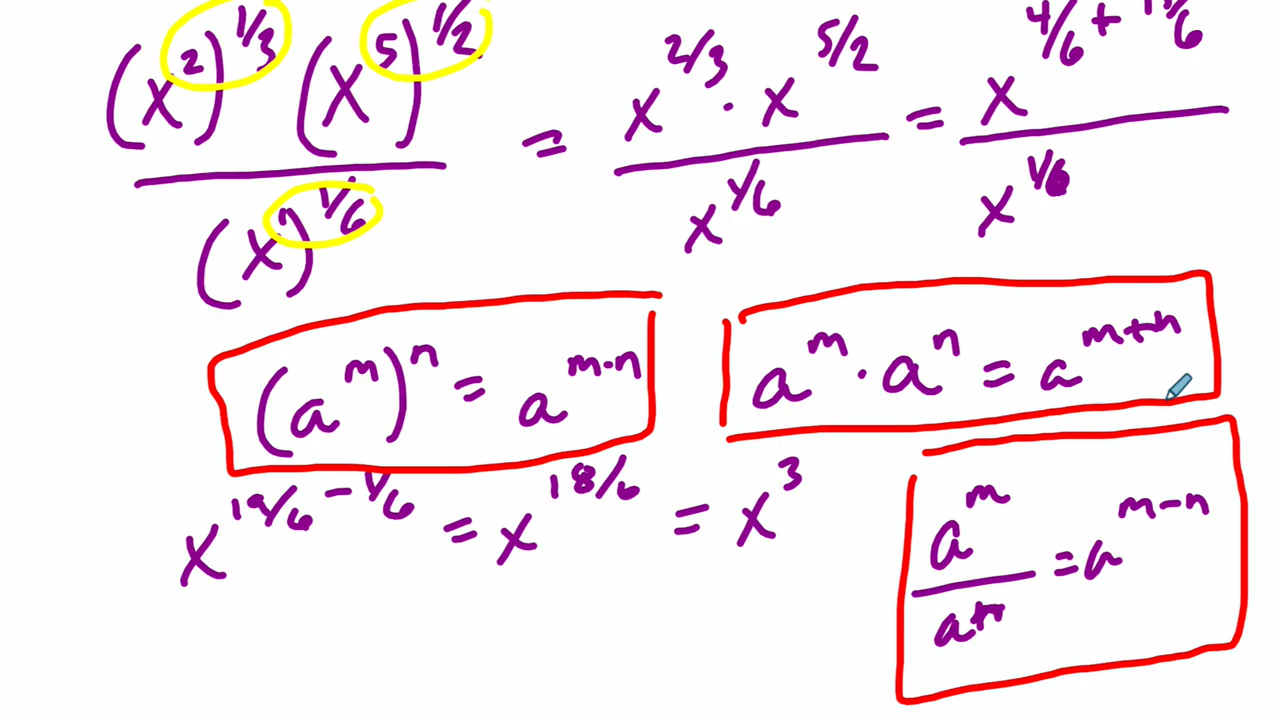 (x^2)^1/3 (x^5)^1/2 / (x^1)^1/6 = x^2/3 · x^5/2 / x^1/6 = x^4/6 + 15/6 / x^1/6
(a^m)^n = a^m·n
a^m · a^n = a^m+n
x^19/6 - 1/6 = x^18/6 = x^3
a^m / a^n = a^m-n